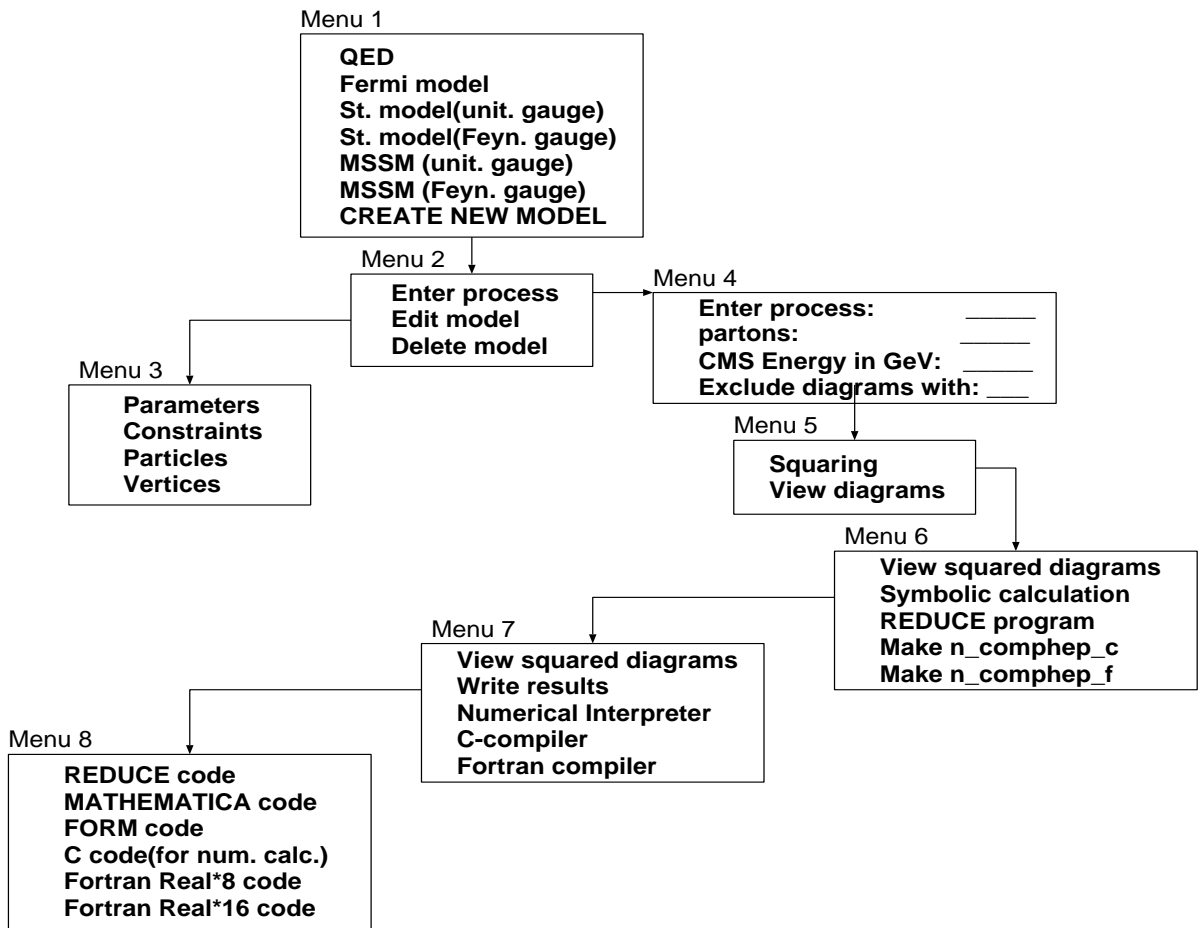 Menu 1
QED
Fermi model
St. model(unit. gauge)
St. model(Feyn. gauge)
MSSM (unit. gauge)
MSSM (Feyn. gauge)
CREATE NEW MODEL
Menu 2
Enter process
Edit model
Delete model
Menu 3
Parameters
Constraints
Particles
Vertices
Menu 4
Enter process: ______
partons: ______
CMS Energy in GeV: ______
Exclude diagrams with: ___
Menu 5
Squaring
View diagrams
Menu 6
View squared diagrams
Symbolic calculation
REDUCE program
Make n_comphep_c
Make n_comphep_f
Menu 7
View squared diagrams
Write results
Numerical Interpreter
C-compiler
Fortran compiler
Menu 8
REDUCE code
MATHEMATICA code
FORM code
C code(for num. calc.)
Fortran Real*8 code
Fortran Real*16 code